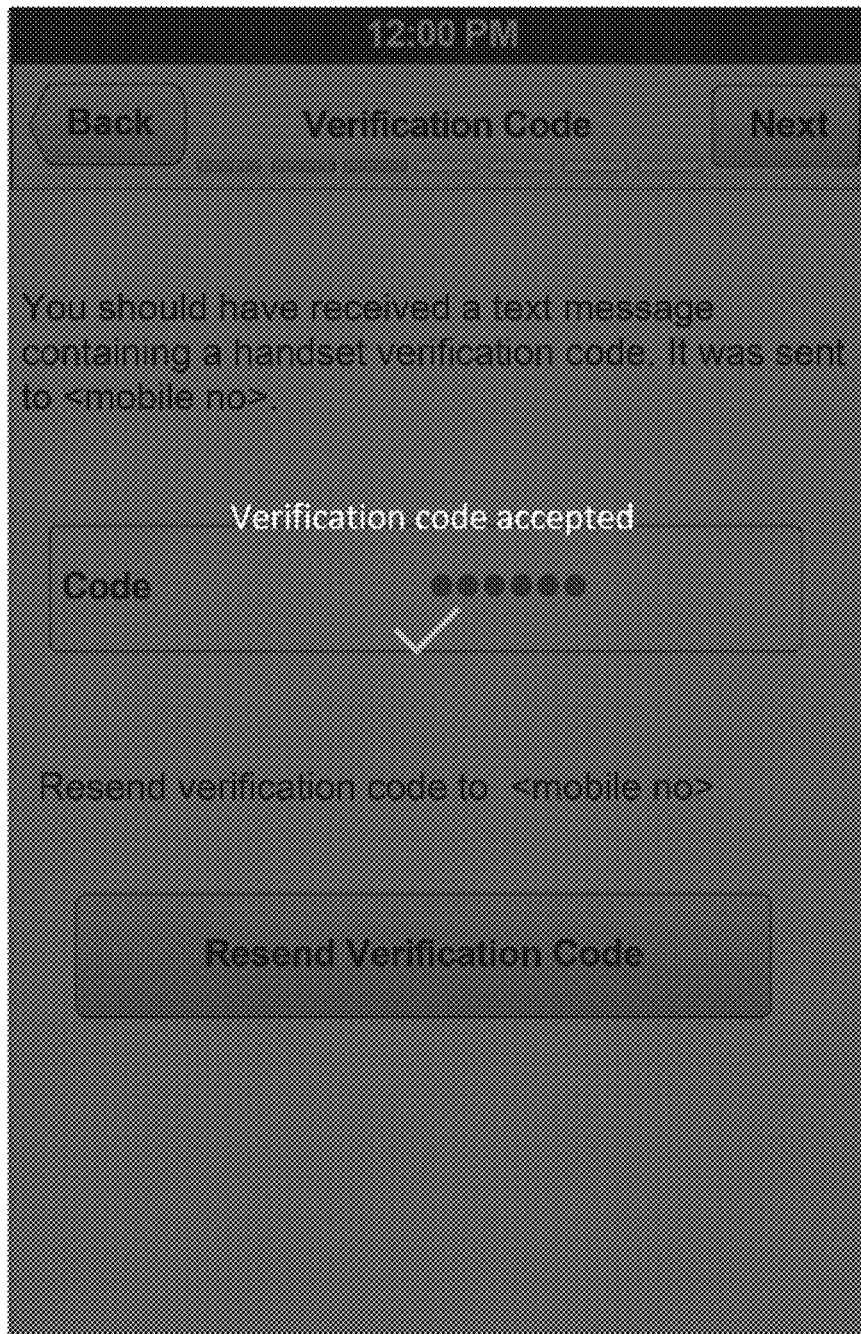 12:00 PM
Back Verification Code Next
You should have received a text message
containing a handset verification code. It was sent
to <mobile no>.
Verification code accepted
Code ●●●●●●
Resend verification code to <mobile no>
Resend Verification Code